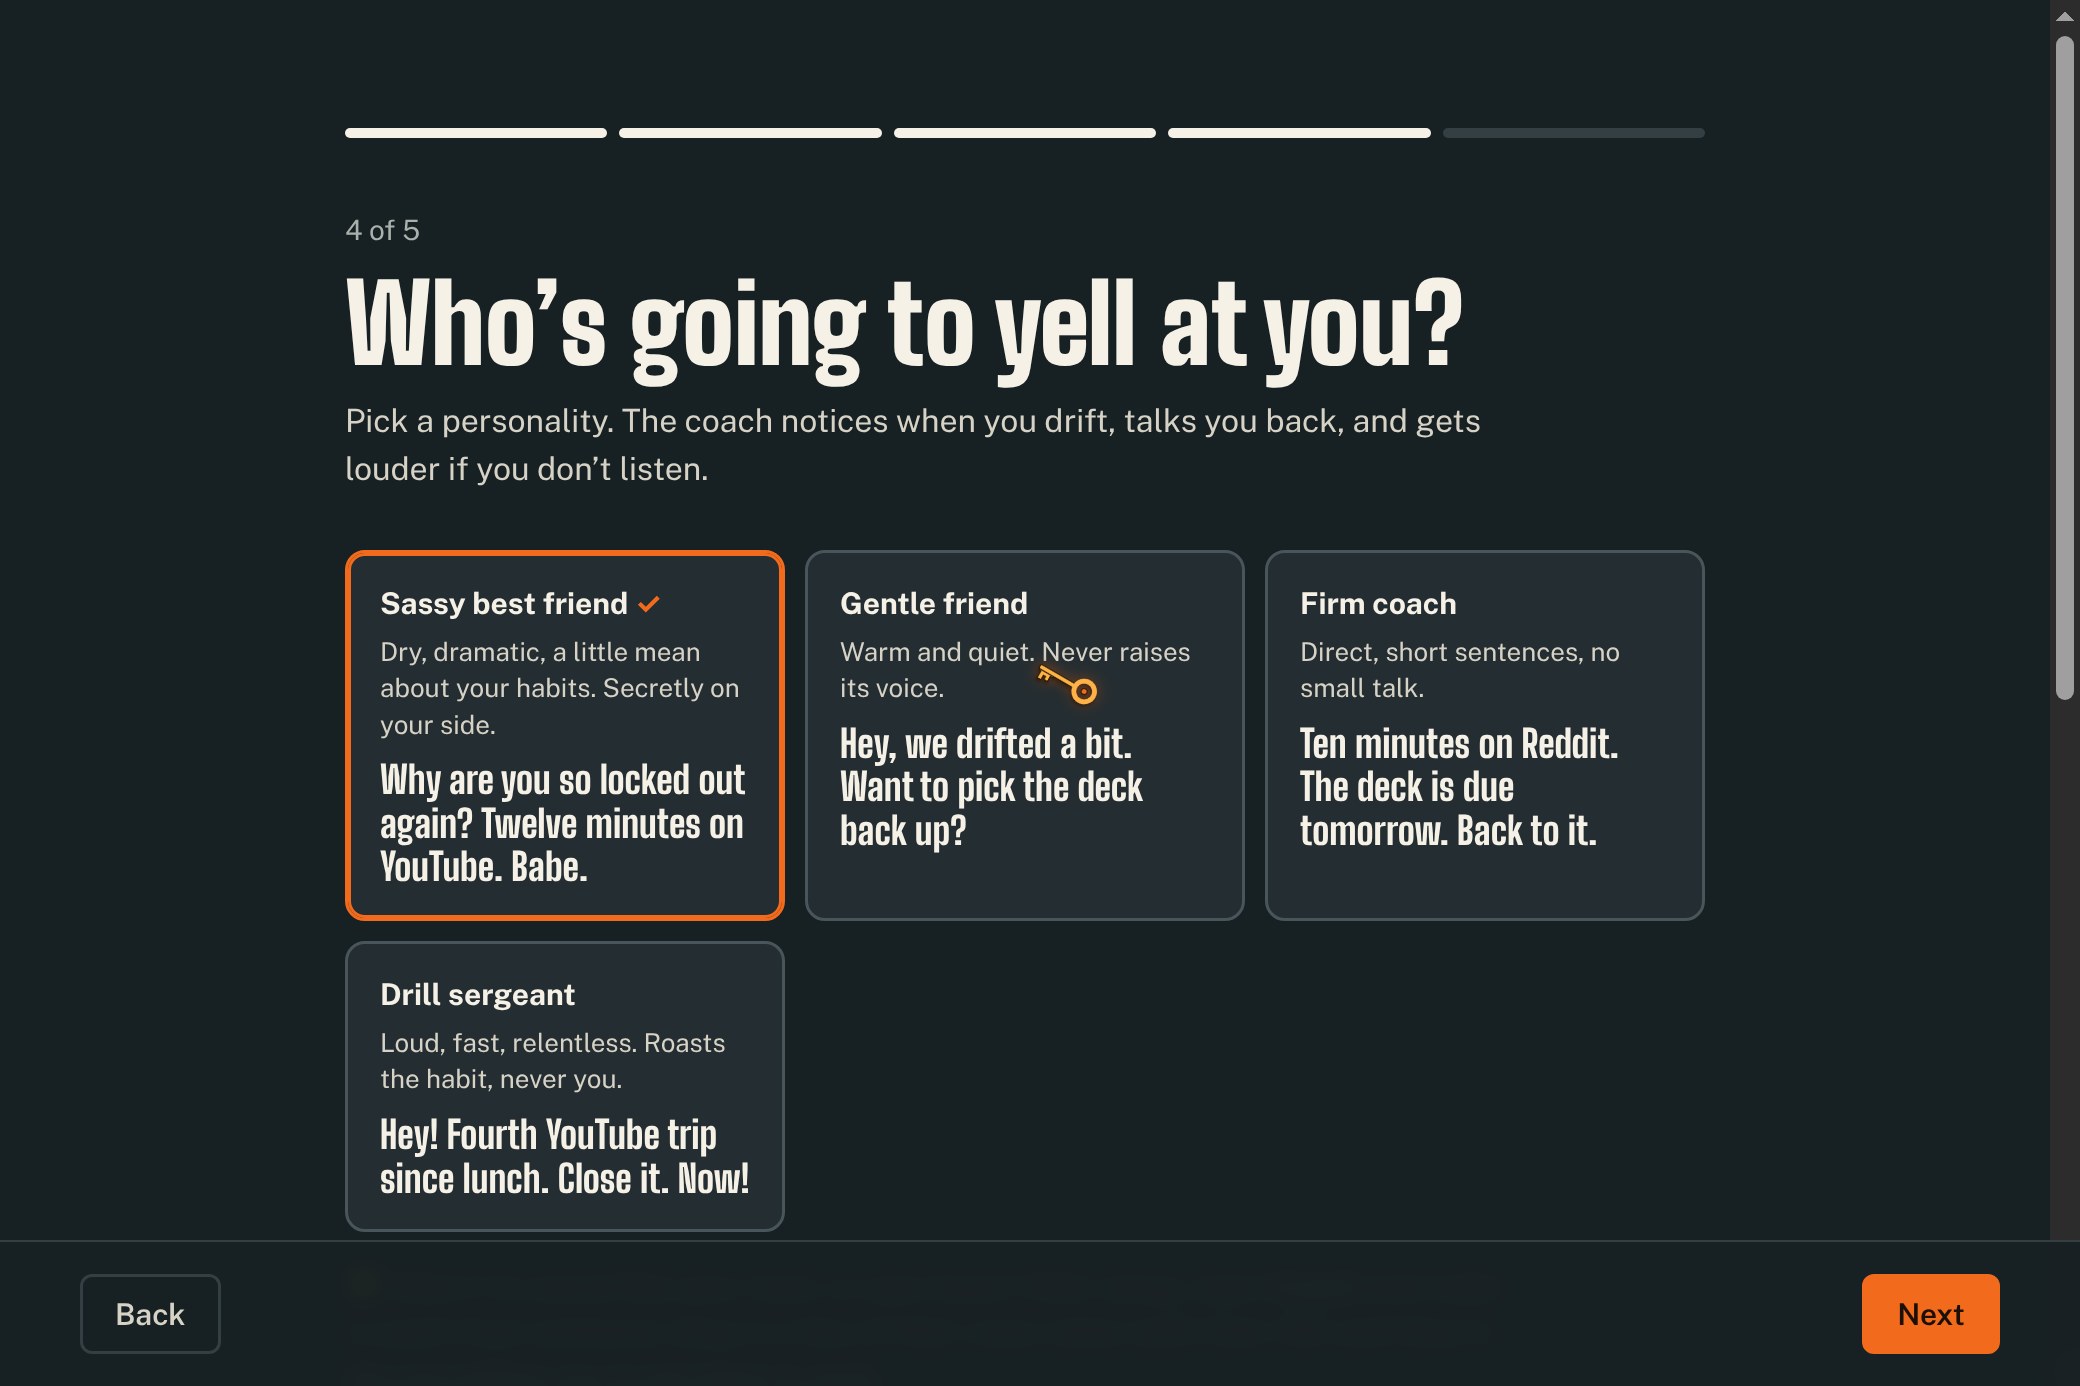 4 of 5
Who’s going to yell at you?
Pick a personality. The coach notices when you drift, talks you back, and gets
louder if you don’t listen.
Sassy best friend
Dry, dramatic, a little mean
about your habits. Secretly on
your side.
Why are you so locked out
again? Twelve minutes on
YouTube. Babe.
Gentle friend
Warm and quiet. Never raises
its voice.
Hey, we drifted a bit.
Want to pick the deck
back up?
Firm coach
Direct, short sentences, no
small talk.
Ten minutes on Reddit.
The deck is due
tomorrow. Back to it.
Drill sergeant
Loud, fast, relentless. Roasts
the habit, never you.
Hey! Fourth YouTube trip
since lunch. Close it. Now!
Back
Next